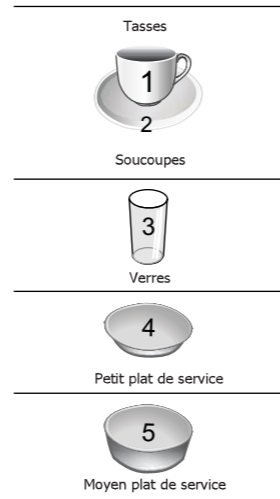 Tasses
1
2
Soucoupes
3
Verres
4
Petit plat de service
5
Moyen plat de service